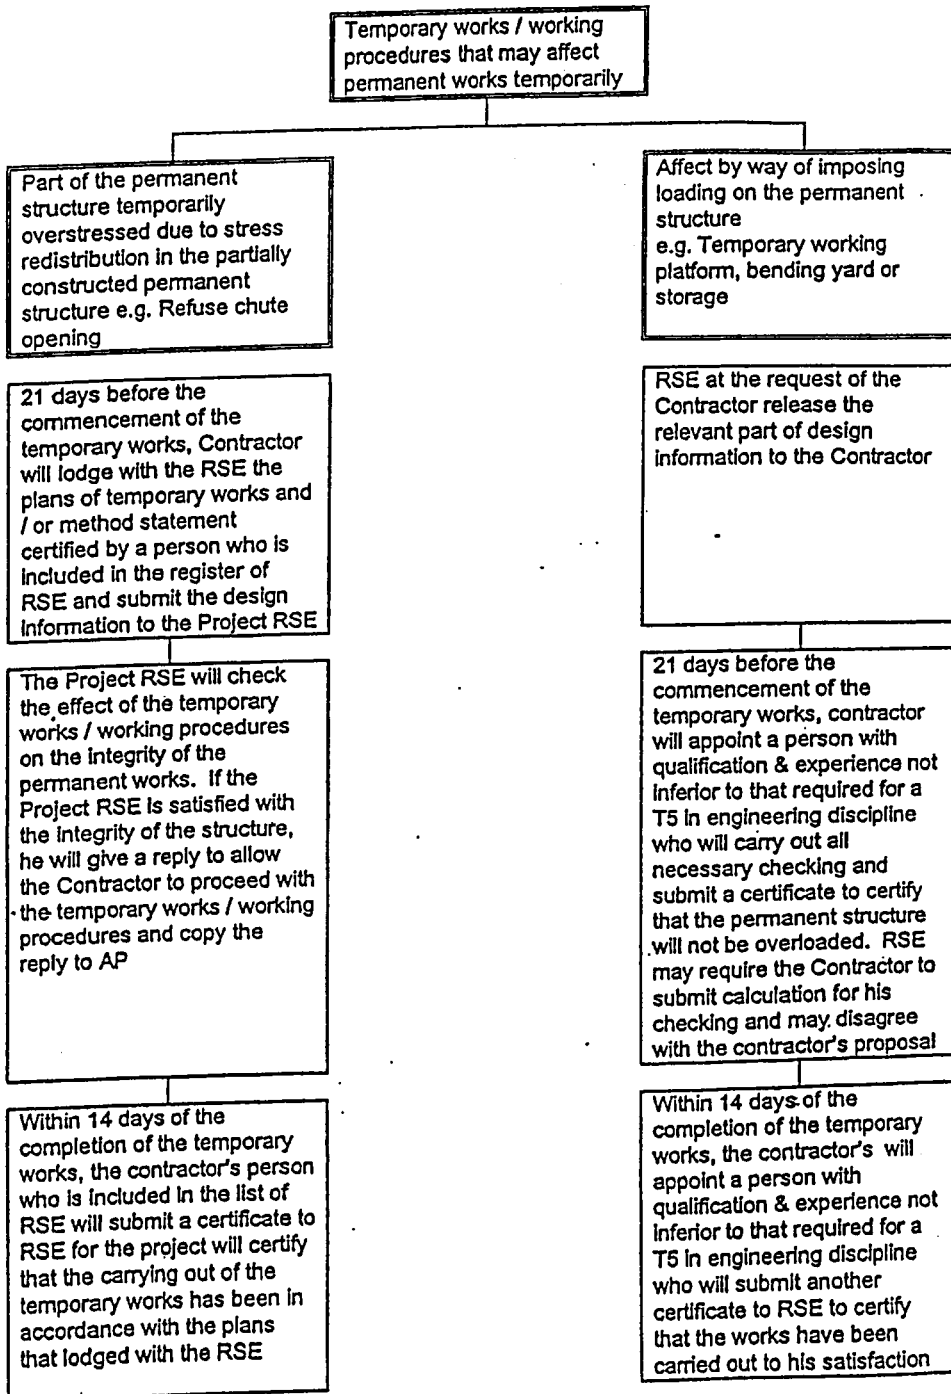 Temporary works / working
procedures that may affect
permanent works temporarily
Part of the permanent
structure temporarily
overstressed due to stress
redistribution in the partially
constructed permanent
structure e.g. Refuse chute
opening
21 days before the
commencement of the
temporary works, Contractor
will lodge with the RSE the
plans of temporary works and
/ or method statement
certified by a person who is
included in the register of
RSE and submit the design
information to the Project RSE
The Project RSE will check
the effect of the temporary
works / working procedures
on the integrity of the
permanent works. If the
Project RSE is satisfied with
the integrity of the structure,
he will give a reply to allow
the Contractor to proceed with
the temporary works / working
procedures and copy the
reply to AP
Within 14 days of the
completion of the temporary
works, the contractor's person
who is included in the list of
RSE will submit a certificate to
RSE for the project will certify
that the carrying out of the
temporary works has been in
accordance with the plans
that lodged with the RSE
Affect by way of imposing
loading on the permanent
structure
e.g. Temporary working
platform, bending yard or
storage
RSE at the request of the
Contractor release the
relevant part of design
information to the Contractor
21 days before the
commencement of the
temporary works, contractor
will appoint a person with
qualification & experience not
inferior to that required for a
T5 in engineering discipline
who will carry out all
necessary checking and
submit a certificate to certify
that the permanent structure
will not be overloaded. RSE
may require the Contractor to
submit calculation for his
checking and may disagree
with the contractor's proposal
Within 14 days of the
completion of the temporary
works, the contractor's will
appoint a person with
qualification & experience not
inferior to that required for a
T5 in engineering discipline
who will submit another
certificate to RSE to certify
that the works have been
carried out to his satisfaction